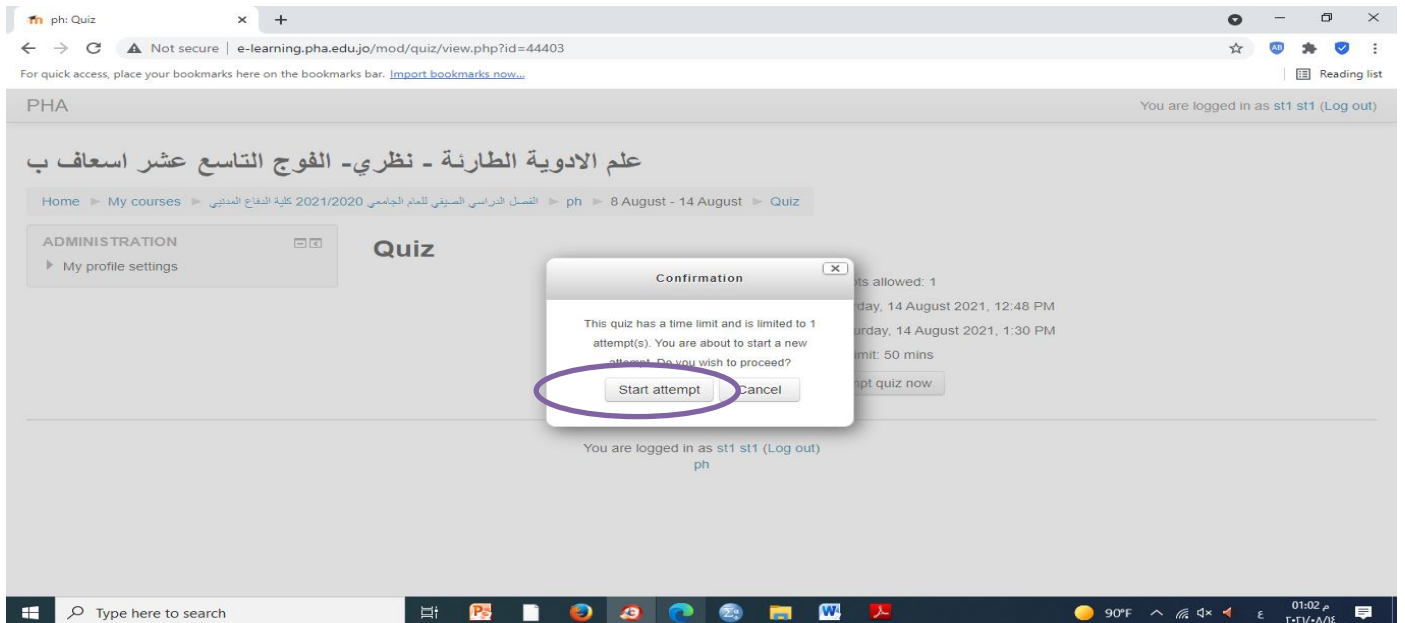 ph: Quiz
Not secure | e-learning.pha.edu.jo/mod/quiz/view.php?id=44403
For quick access, place your bookmarks here on the bookmarks bar. Import bookmarks now...
Reading list
PHA
You are logged in as st1 st1 (Log out)
علم الادوية الطارئة - نظري- الفوج التاسع عشر اسعاف ب
Home ► My courses ► الفصل الدراسي الصيفي للعام الجامعي 2021/2020 كلية الدفاع المدني ► ph ► 8 August - 14 August ► Quiz
ADMINISTRATION
My profile settings
Quiz
Confirmation
This quiz has a time limit and is limited to 1
attempt(s). You are about to start a new
attempt. Do you wish to proceed?
Start attempt
Cancel
pts allowed: 1
rday, 14 August 2021, 12:48 PM
urday, 14 August 2021, 1:30 PM
imit: 50 mins
npt quiz now
You are logged in as st1 st1 (Log out)
ph
Type here to search
90°F
ع
01:02 م
٢٠٢١/٠٨/١٤